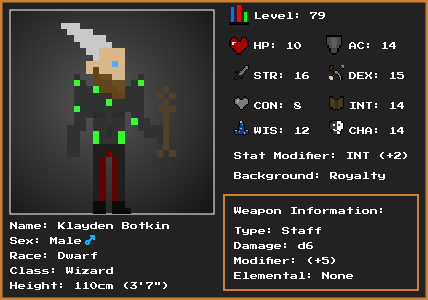 Level: 79
HP: 10 AC: 14
STR: 16 DEX: 15
CON: 8 INT: 14
WIS: 12 CHA: 14
Stat Modifier: INT (+2)
Background: Royalty
Name: Klayden Botkin
Sex: Male ♂
Race: Dwarf
Class: Wizard
Height: 110cm (3'7")
Weapon Information:
Type: Staff
Damage: d6
Modifier: (+5)
Elemental: None